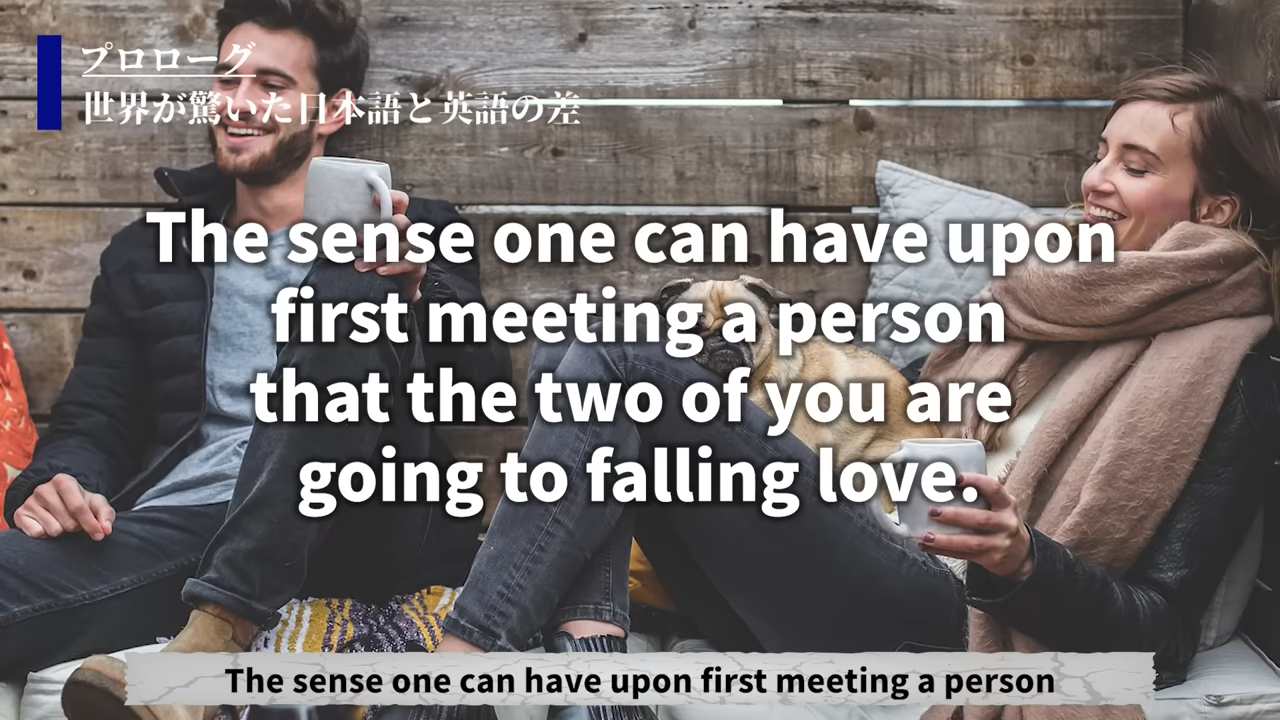 プロローグ
世界が驚いた日本語と英語の差
The sense one can have upon
first meeting a person
that the two of you are
going to falling love.
The sense one can have upon first meeting a person